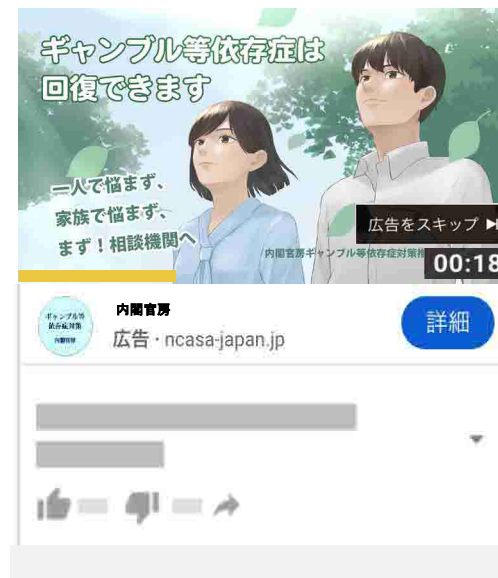 ギャンブル等依存症は
回復できます
一人で悩まず、
家族で悩まず、
まず！相談機関へ
広告をスキップ
内閣官房ギャンブル等依存症対策推
00:18
ギャンブル等
依存症対策
内閣官房
内閣官房
広告・ncasa-japan.jp
詳細